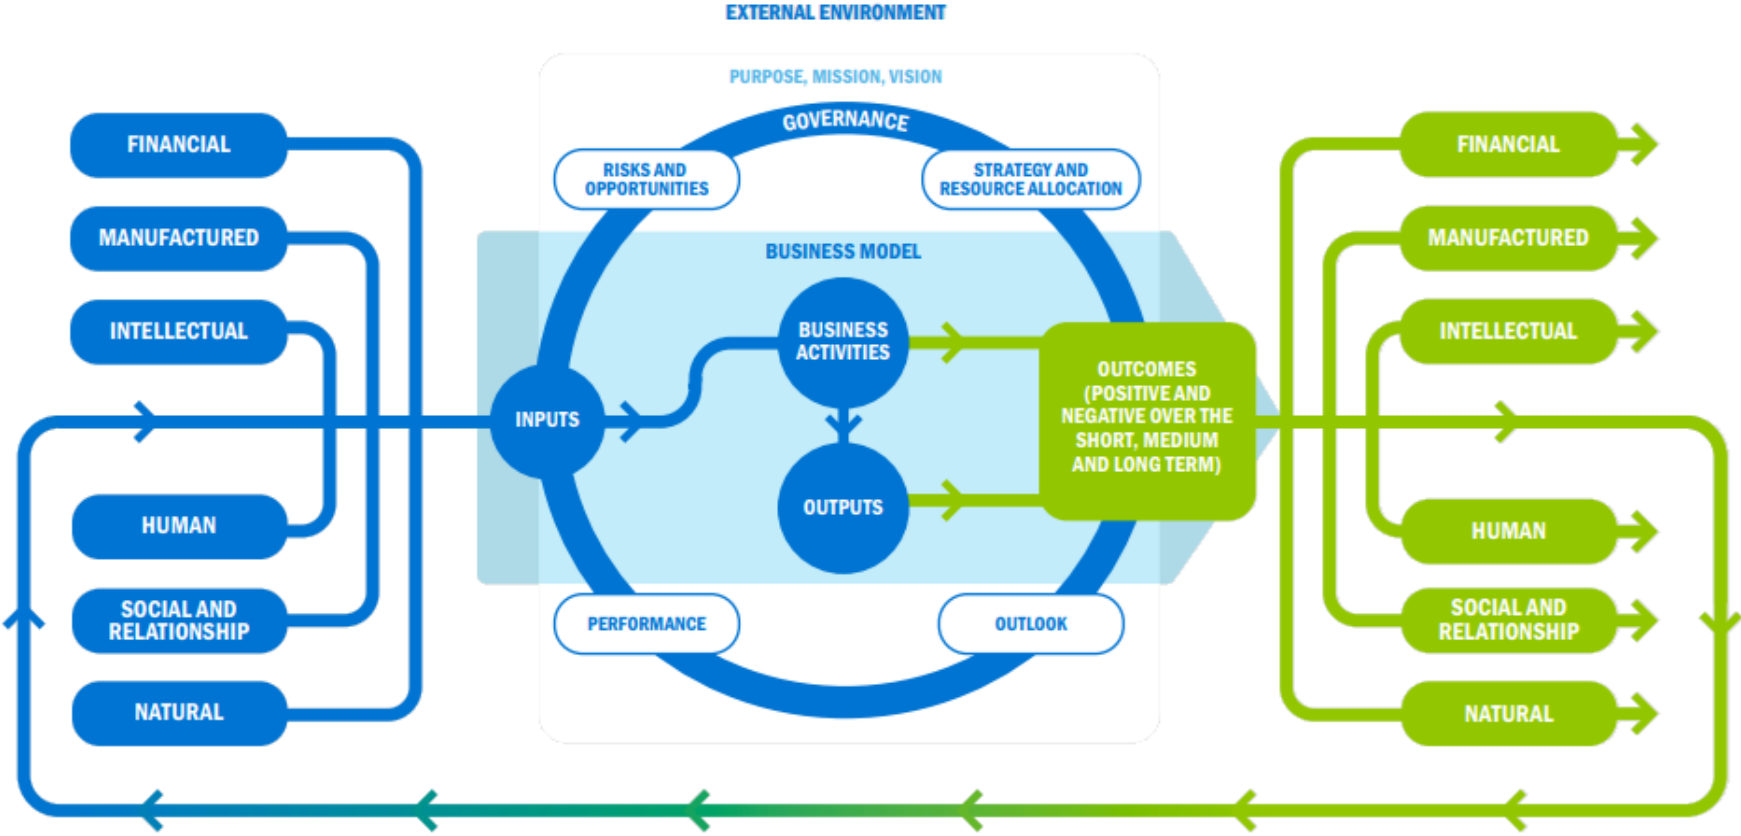 EXTERNAL ENVIRONMENT
PURPOSE, MISSION, VISION
GOVERNANCE
RISKS AND
OPPORTUNITIES
STRATEGY AND
RESOURCE ALLOCATION
FINANCIAL
MANUFACTURED
INTELLECTUAL
HUMAN
SOCIAL AND
RELATIONSHIP
NATURAL
BUSINESS MODEL
INPUTS
BUSINESS
ACTIVITIES
OUTPUTS
OUTCOMES
(POSITIVE AND
NEGATIVE OVER THE
SHORT, MEDIUM
AND LONG TERM)
PERFORMANCE
OUTLOOK
FINANCIAL
MANUFACTURED
INTELLECTUAL
HUMAN
SOCIAL AND
RELATIONSHIP
NATURAL